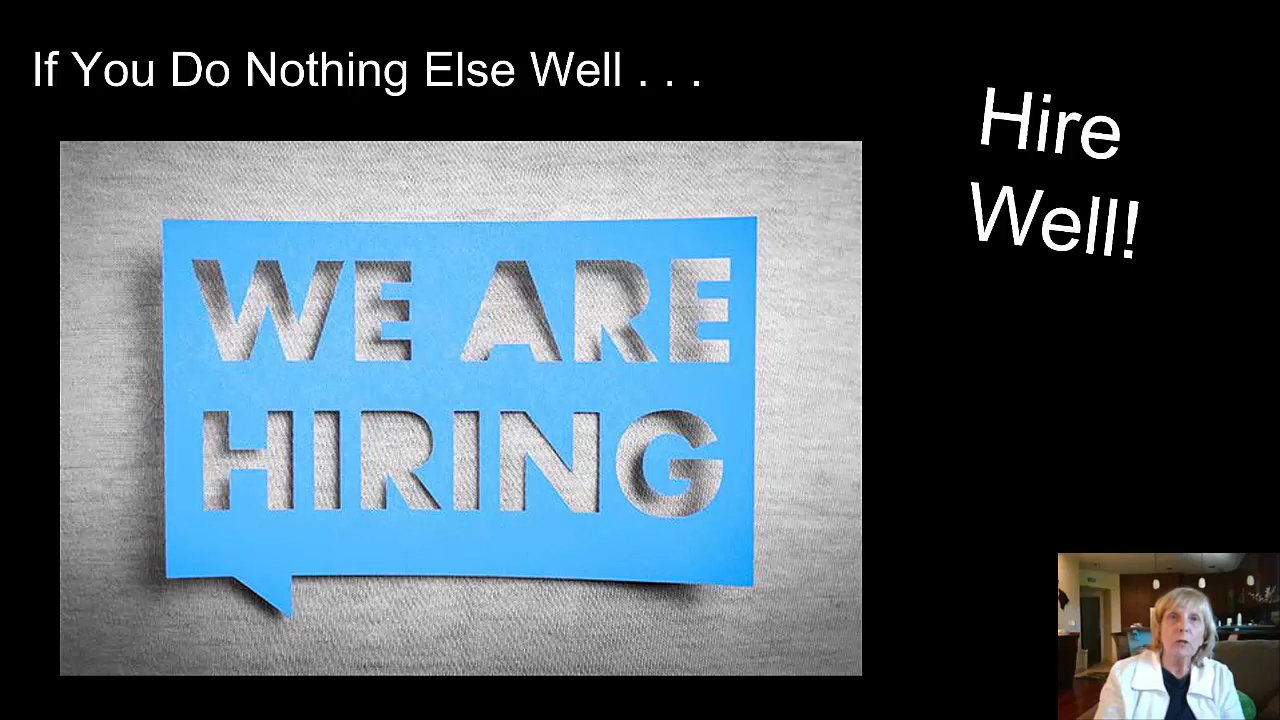 If You Do Nothing Else Well . . .
Hire
Well!
WE ARE
HIRING